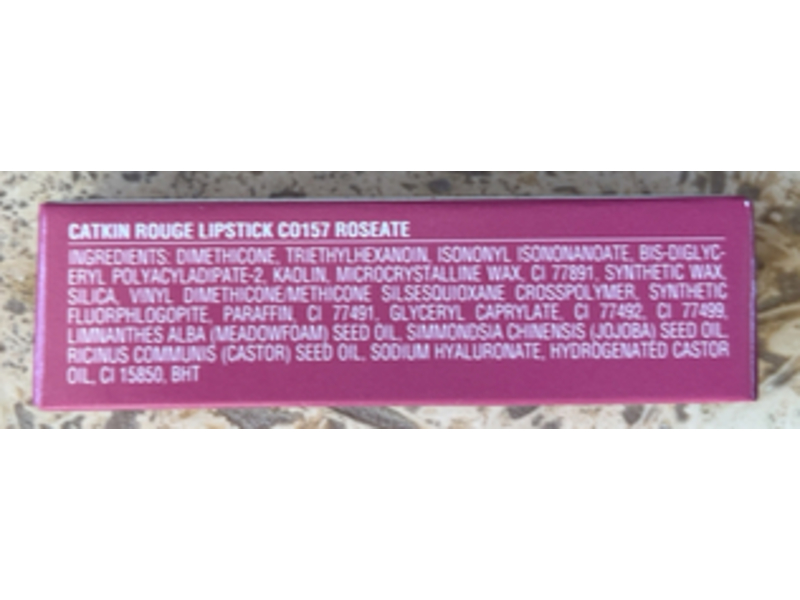 CATKIN ROUGE LIPSTICK CO157 ROSEATE
INGREDIENTS: DIMETHICONE, TRIETHYLHEXANOIN, ISONONYL ISONONANOATE, BIS-DIGLYC-
ERYL POLYACYLADIPATE-2, KAOLIN, MICROCRYSTALLINE WAX, CI 77891, SYNTHETIC WAX,
SILICA, VINYL DIMETHICONE/METHICONE SILSESQUIOXANE CROSSPOLYMER, SYNTHETIC
FLUORPHLOGOPITE, PARAFFIN, CI 77491, GLYCERYL CAPRYLATE, CI 77492, CI 77499,
LIMNANTHES ALBA (MEADOWFOAM) SEED OIL, SIMMONDSIA CHINENSIS (JOJOBA) SEED OIL,
RICINUS COMMUNIS (CASTOR) SEED OIL, SODIUM HYALURONATE, HYDROGENATED CASTOR
OIL, CI 15850, BHT